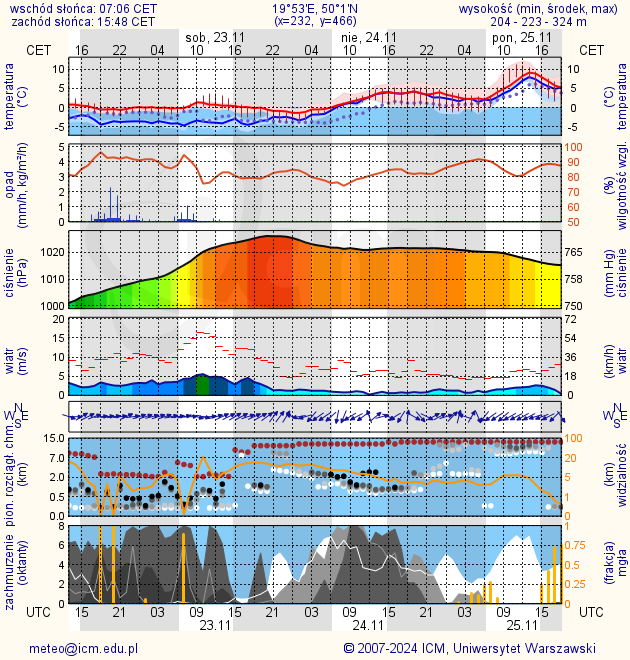 wschód słońca: 07:06 CET 19°53'E, 50°1'N wysokość (min, środek, max)
zachód słońca: 15:48 CET (x=232, y=466) 204 - 223 - 324 m
sob, 23.11 nie, 24.11 pon, 25.11
CET 16 22 04 10 16 22 04 10 16 22 04 10 16 CET
temperatura
(°C)
10
5
0
-5
10
5
0
-5
(°C)
temperatura
opad
(mm/h, kg/m²/h)
5
4
3
2
1
0
100
90
80
70
60
50
(%)
wilgotność wzgl.
ciśnienie
(hPa)
1020
1010
1000
765
758
750
(mm Hg)
ciśnienie
wiatr
(m/s)
20
15
10
5
0
72
54
36
18
0
(km/h)
wiatr
N
W E
S
N
W E
S
pion. rozciągł. chm.
(km)
15.0
7.0
2.0
0.5
0.0
100
20
5
1
0
(km)
widzialność
zachmurzenie
(oktanty)
8
6
4
2
0
1
0.75
0.5
0.25
0
(frakcja)
mgła
UTC 15 21 03 09 15 21 03 09 15 21 03 09 15 UTC
23.11 24.11 25.11
meteo@icm.edu.pl © 2007-2024 ICM, Uniwersytet Warszawski